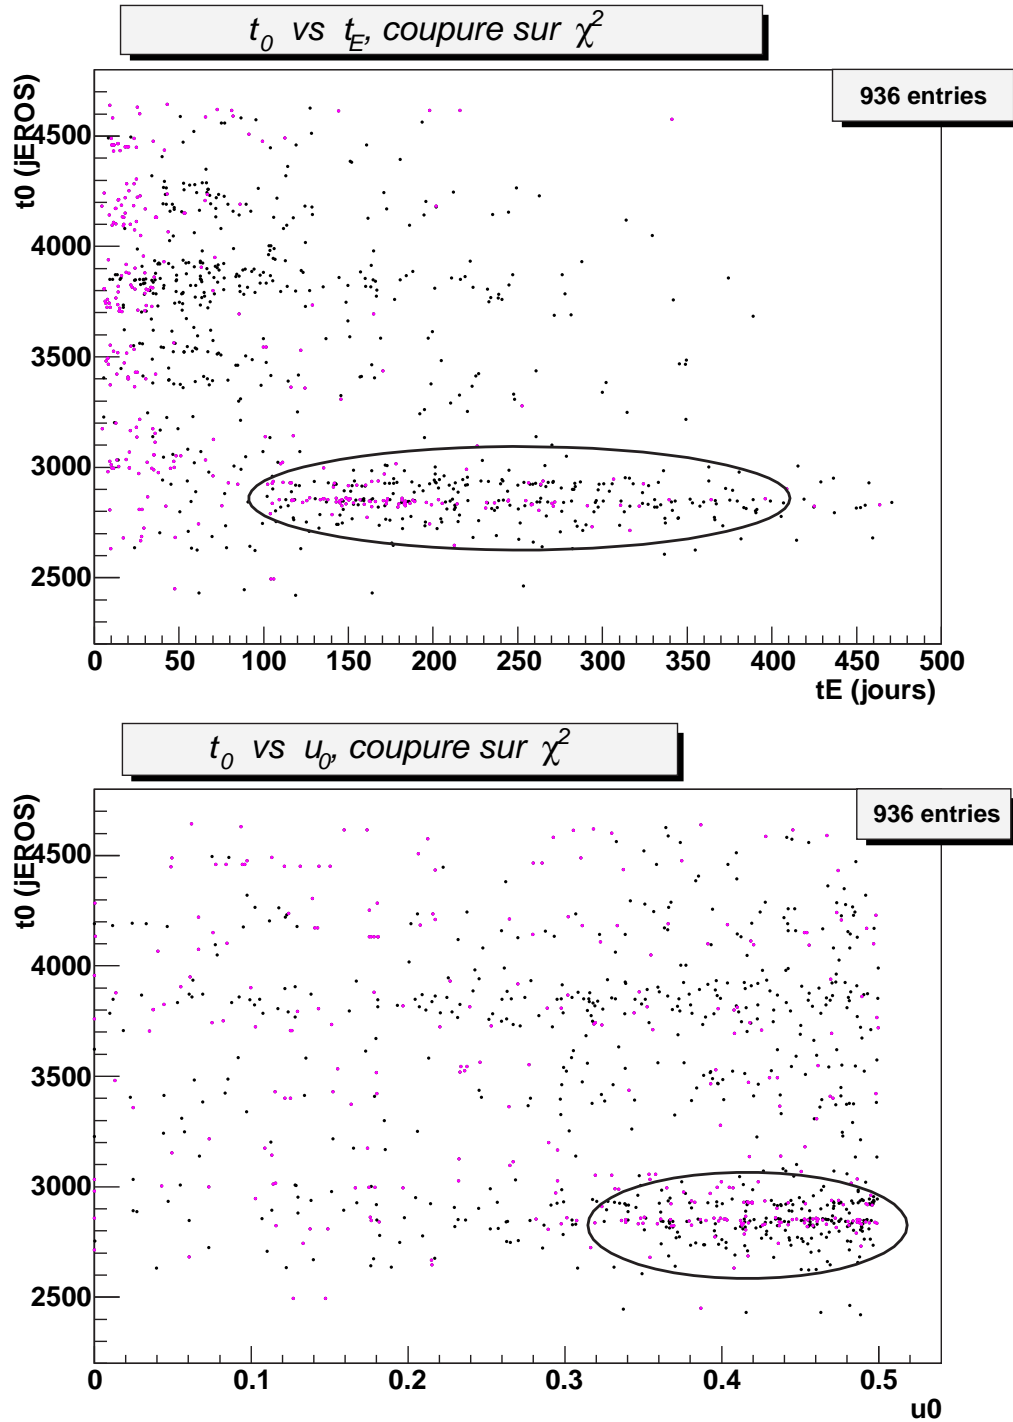 t0 vs tE, coupure sur χ2
936 entries
t0 (jEROS)
4500
4000
3500
3000
2500
0 50 100 150 200 250 300 350 400 450 500
tE (jours)
t0 vs u0, coupure sur χ2
936 entries
t0 (jEROS)
4500
4000
3500
3000
2500
0 0.1 0.2 0.3 0.4 0.5
u0